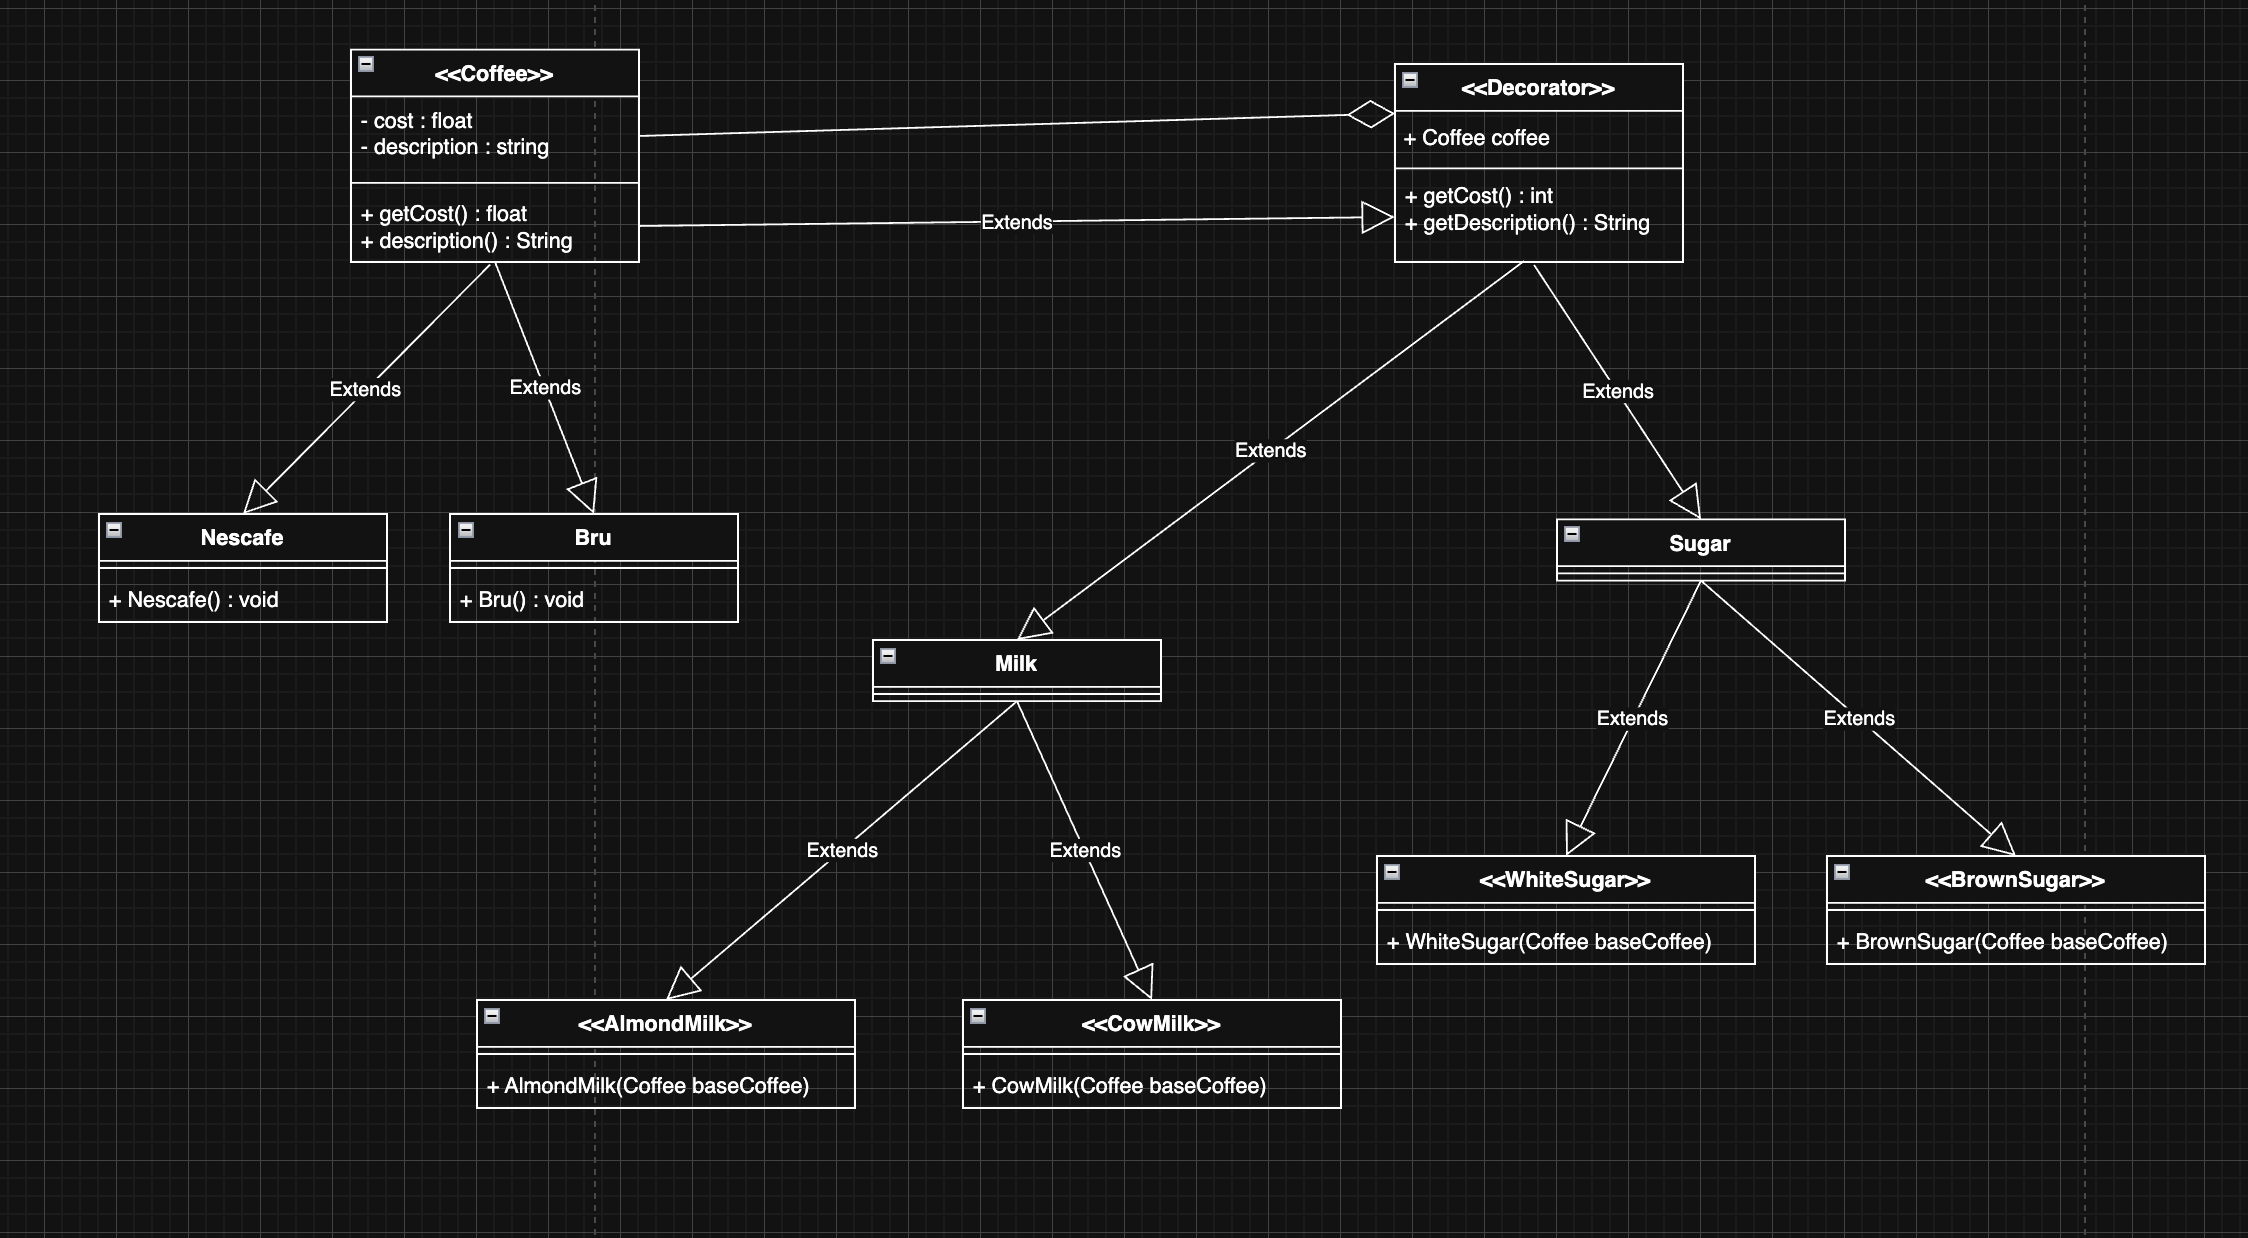 <<Coffee>>
- cost : float
- description : string
+ getCost() : float
+ description() : String
<<Decorator>>
+ Coffee coffee
+ getCost() : int
+ getDescription() : String
Extends
Extends
Extends
Extends
Extends
Nescafe
+ Nescafe() : void
Bru
+ Bru() : void
Sugar
Milk
Extends
Extends
Extends
Extends
<<WhiteSugar>>
+ WhiteSugar(Coffee baseCoffee)
<<BrownSugar>>
+ BrownSugar(Coffee baseCoffee)
<<AlmondMilk>>
+ AlmondMilk(Coffee baseCoffee)
<<CowMilk>>
+ CowMilk(Coffee baseCoffee)